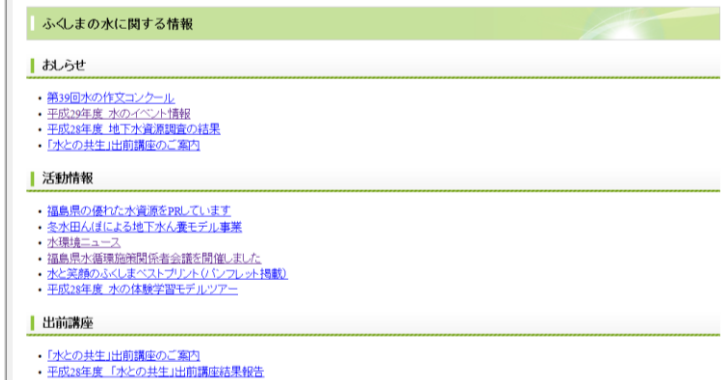 ふくしまの水に関する情報
おしらせ
・第39回水の作文コンクール
・平成29年度 水のイベント情報
・平成28年度 地下水資源調査の結果
・「水との共生」出前講座のご案内
活動情報
・福島県の優れた水資源をPRしています
・冬水田んぼによる地下水ん養モデル事業
・水環境ニュース
・福島県水循環施策関係者会議を開催しました
・水と笑顔のふくしまベストプリント(パンフレット掲載)
・平成28年度 水の体験学習モデルツアー
出前講座
・「水との共生」出前講座のご案内
・平成28年度 「水との共生」出前講座結果報告